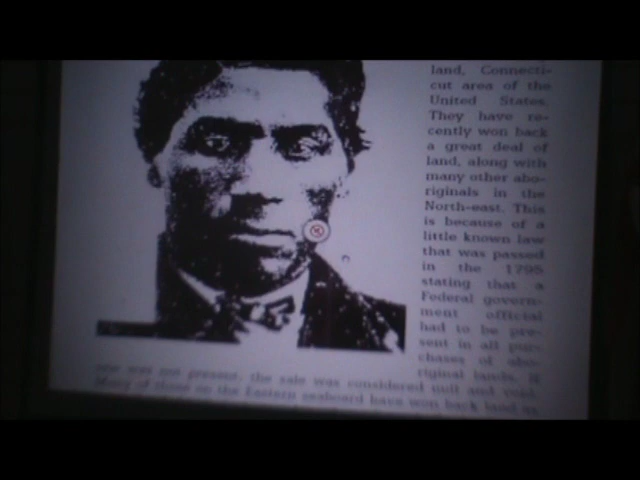 land, Connecti-
cut area of the
United States.
They have re-
cently won back
a great deal of
land, along with
many other abo-
riginals in the
North-east. This
is because of a
little known law
that was passed
in the 1795
stating that a
Federal govern-
ment official
had to be pre-
sent in all pur-
chases of abo-
riginal lands. If
one was not present, the sale was considered null and void.
Many of those on the Eastern seaboard have won back land as